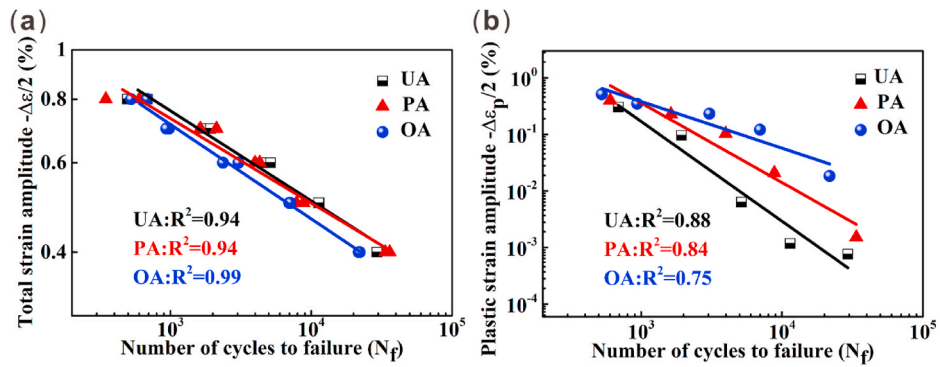 (a)
Total strain amplitude -Δε/2 (%)
1
0.8
0.6
0.4
UA
PA
OA
UA:R²=0.94
PA:R²=0.94
OA:R²=0.99
10³
10⁴
10⁵
Number of cycles to failure (N_f)
(b)
Plastic strain amplitude -Δε_p/2 (%)
10⁰
10⁻¹
10⁻²
10⁻³
10⁻⁴
UA
PA
OA
UA:R²=0.88
PA:R²=0.84
OA:R²=0.75
10³
10⁴
10⁵
Number of cycles to failure (N_f)